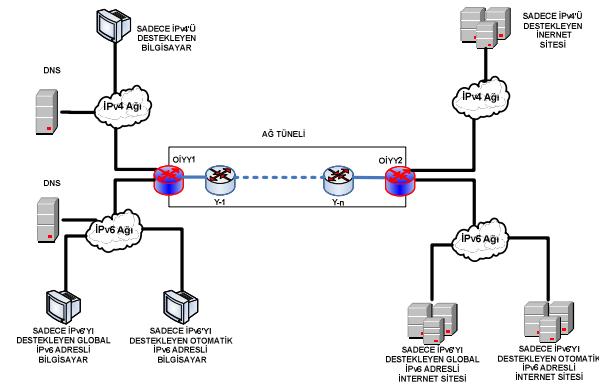 SADECE İPv4'Ü
DESTEKLEYEN
BİLGİSAYAR
SADECE İPv4'Ü
DESTEKLEYEN
İNERNET
SİTESİ
DNS
İPv4 Ağı
İPv4 Ağı
AĞ TÜNELİ
OİYY1
OİYY2
Y-1
Y-n
DNS
İPv6 Ağı
İPv6 Ağı
SADECE İPv6'YI
DESTEKLEYEN GLOBAL
İPv6 ADRESLİ
BİLGİSAYAR
SADECE İPv6'YI
DESTEKLEYEN OTOMATİK
İPv6 ADRESLİ
BİLGİSAYAR
SADECE İPv6'YI
DESTEKLEYEN GLOBAL
İPv6 ADRESLİ
İNTERNET SİTESİ
SADECE İPv6'YI
DESTEKLEYEN OTOMATİK
İPv6 ADRESLİ
İNTERNET SİTESİ